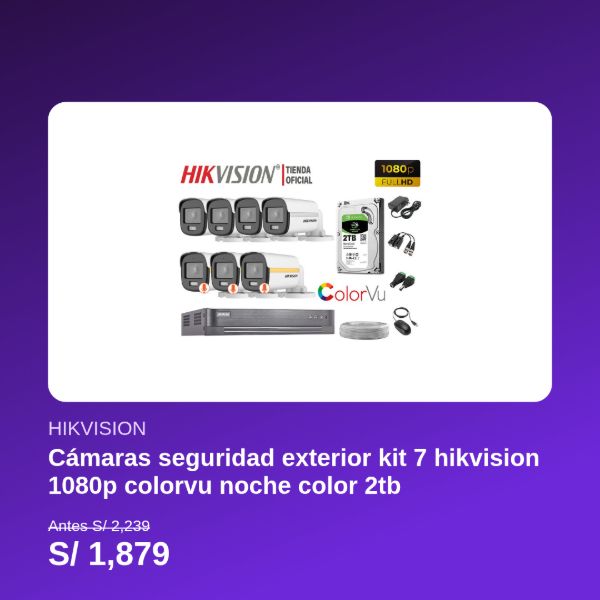 HIKVISION® TIENDA OFICIAL
1080p
FULL HD
2TB
HIKVISION
ColorVu
HIKVISION
Cámaras seguridad exterior kit 7 hikvision
1080p colorvu noche color 2tb
Antes S/ 2,239
S/ 1,879